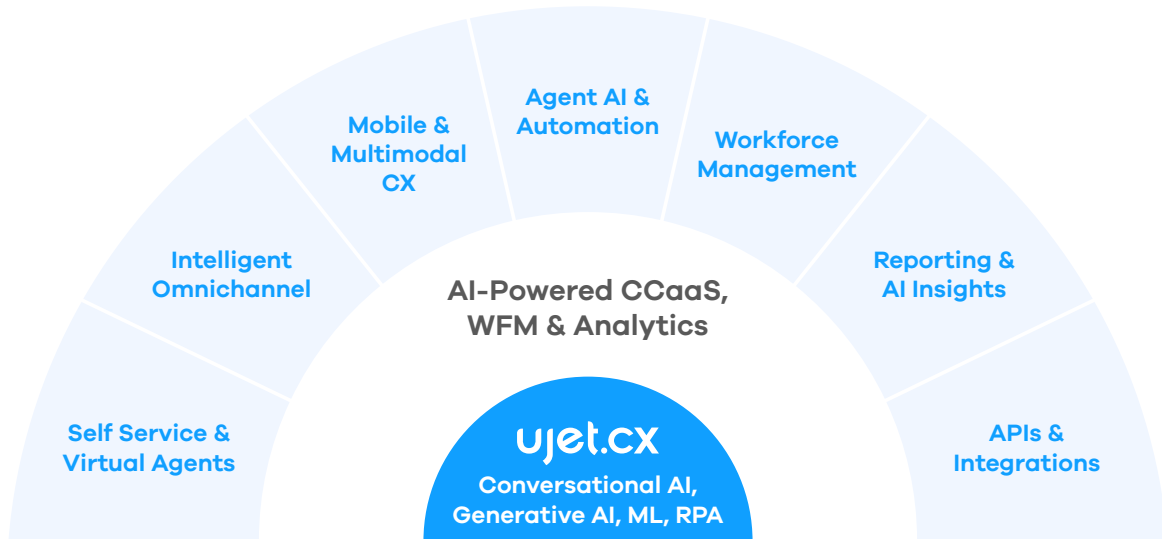 Agent AI &
Automation
Mobile &
Multimodal
CX
Workforce
Management
Intelligent
Omnichannel
Reporting &
AI Insights
AI-Powered CCaaS,
WFM & Analytics
Self Service &
Virtual Agents
ujet.cx
Conversational AI,
Generative AI, ML, RPA
APIs &
Integrations